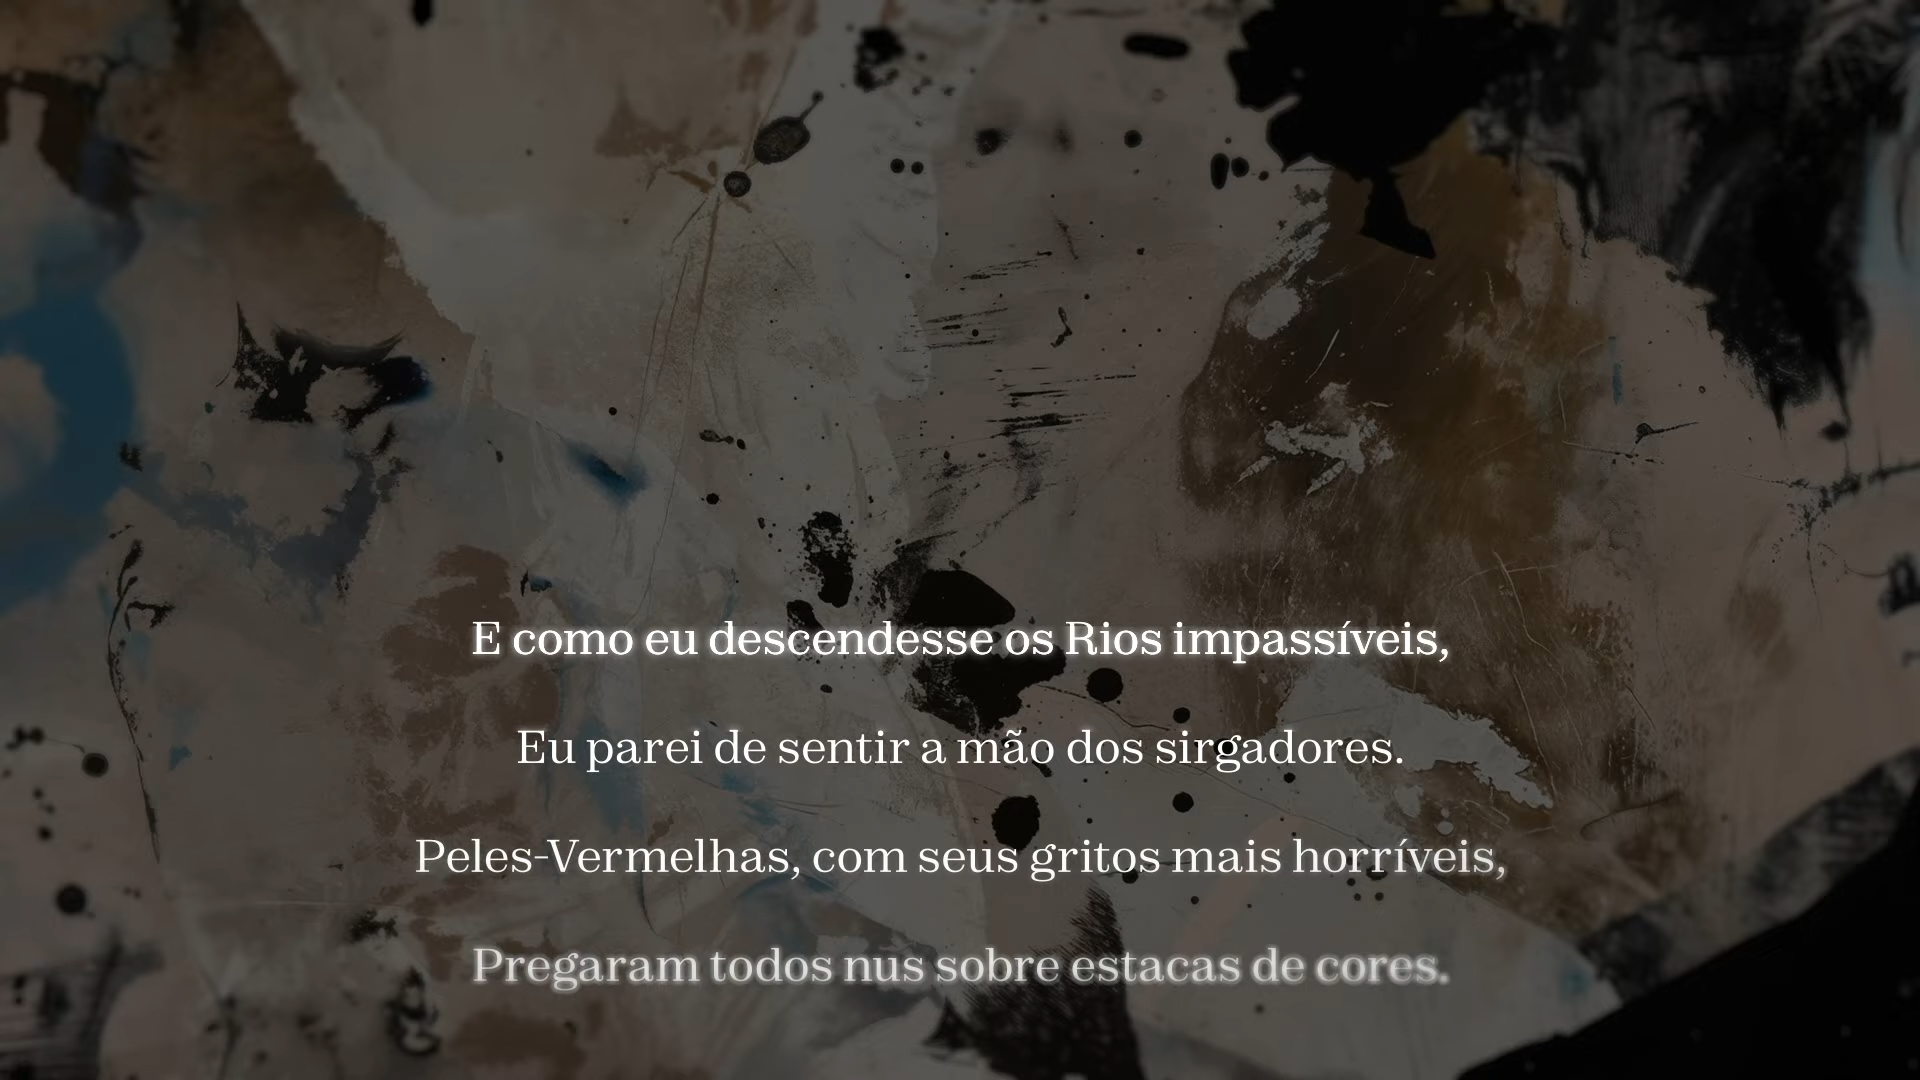 E como eu descendesse os Rios impassíveis,
Eu parei de sentir a mão dos sirgadores.
Peles-Vermelhas, com seus gritos mais horríveis,
Pregaram todos nus sobre estacas de cores.